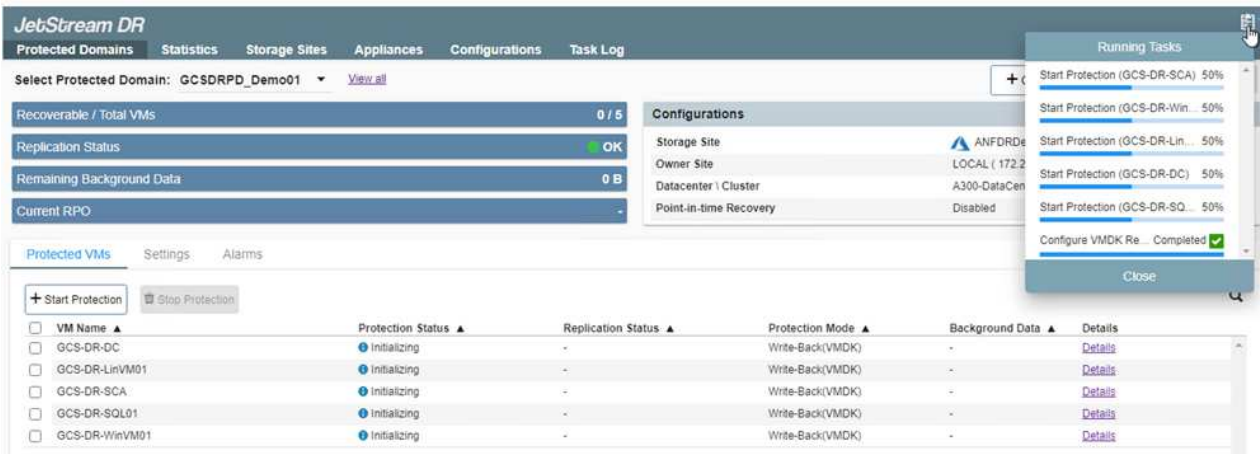 JetStream DR
Protected Domains Statistics Storage Sites Appliances Configurations Task Log
Select Protected Domain: GCSDRPD_Demo01 View all
Recoverable / Total VMs 0 / 5
Replication Status OK
Remaining Background Data 0 B
Current RPO -
Configurations
Storage Site ANFDRDe
Owner Site LOCAL ( 172.2
Datacenter \ Cluster A300-DataCen
Point-in-time Recovery Disabled
Running Tasks
Start Protection (GCS-DR-SCA) 50%
Start Protection (GCS-DR-Win... 50%
Start Protection (GCS-DR-Lin... 50%
Start Protection (GCS-DR-DC) 50%
Start Protection (GCS-DR-SQ... 50%
Configure VMDK Re... Completed
Close
Protected VMs Settings Alarms
+ Start Protection Stop Protection
VM Name ▲ Protection Status ▲ Replication Status ▲ Protection Mode ▲ Background Data ▲ Details
GCS-DR-DC Initializing - Write-Back(VMDK) - Details
GCS-DR-LinVM01 Initializing - Write-Back(VMDK) - Details
GCS-DR-SCA Initializing - Write-Back(VMDK) - Details
GCS-DR-SQL01 Initializing - Write-Back(VMDK) - Details
GCS-DR-WinVM01 Initializing - Write-Back(VMDK) - Details